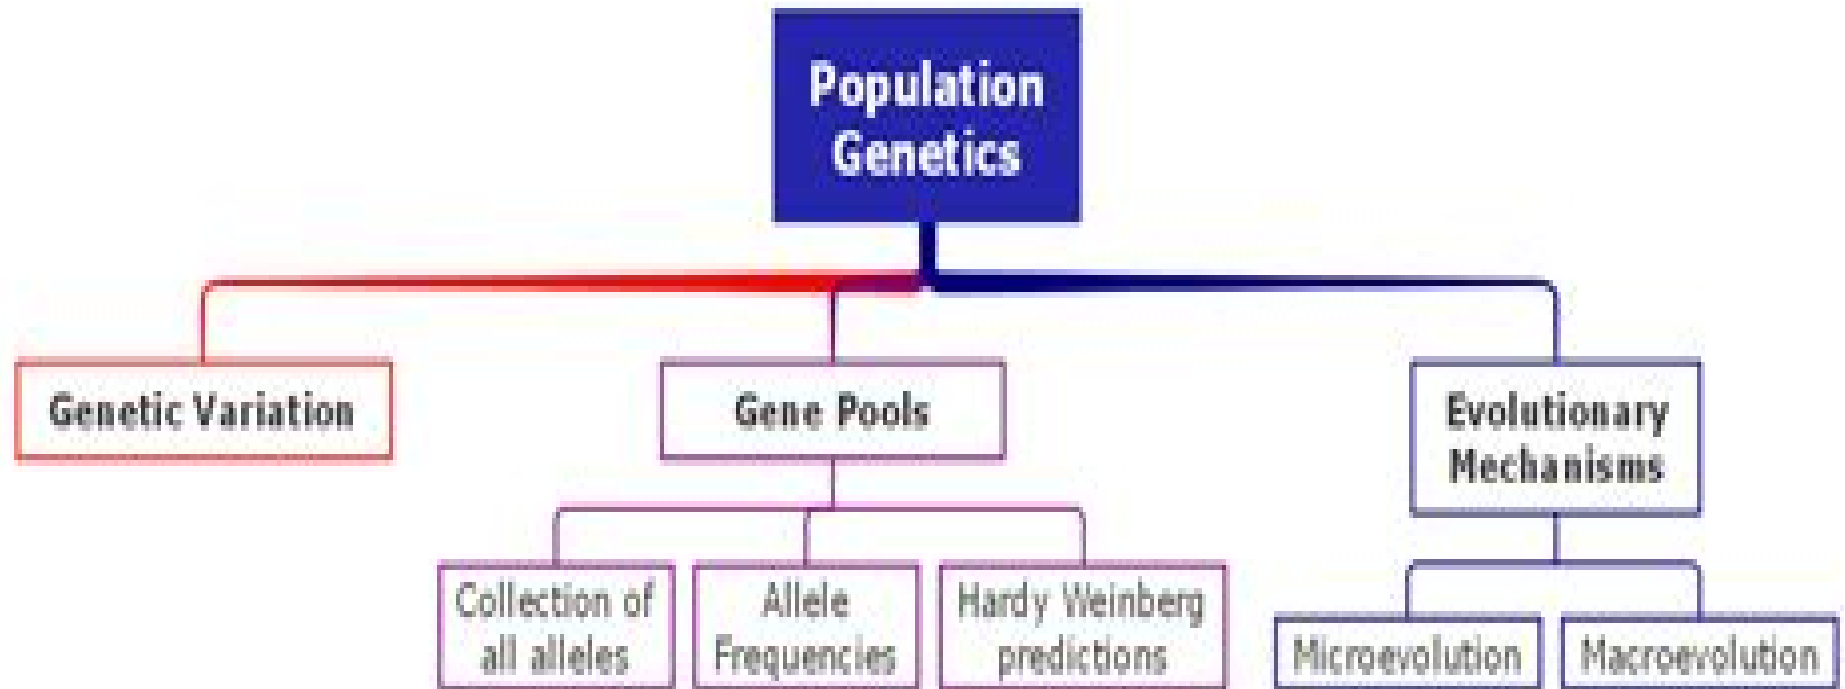 Population
Genetics
Genetic Variation
Gene Pools
Evolutionary
Mechanisms
Collection of
all alleles
Allele
Frequencies
Hardy Weinberg
predictions
Microevolution
Macroevolution